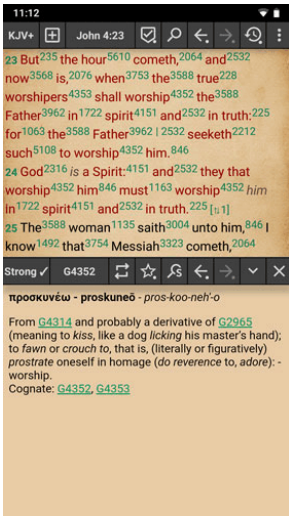 11:12
KJV+ John 4:23
23 But235 the hour5610 cometh,2064 and2532
now3568 is,2076 when3753 the3588 true228
worshipers4353 shall worship4352 the3588
Father3962 in1722 spirit4151 and2532 in truth:225
for1063 the3588 Father3962 | 2532 seeketh2212
such5108 to worship4352 him.846
24 God2316 is a Spirit:4151 and2532 they that
worship4352 him846 must1163 worship4352 him
In1722 spirit4151 and2532 in truth.225 [↑↓1]
25 The3588 woman1135 saith3004 unto him,846 I
know1492 that3754 Messiah3323 cometh,2064
Strong ✓ G4352 S
προσκυνέω - proskuneō - pros-koo-neh'-o
From G4314 and probably a derivative of G2965
(meaning to kiss, like a dog licking his master's hand);
to fawn or crouch to, that is, (literally or figuratively)
prostrate oneself in homage (do reverence to, adore): -
worship.
Cognate: G4352, G4353